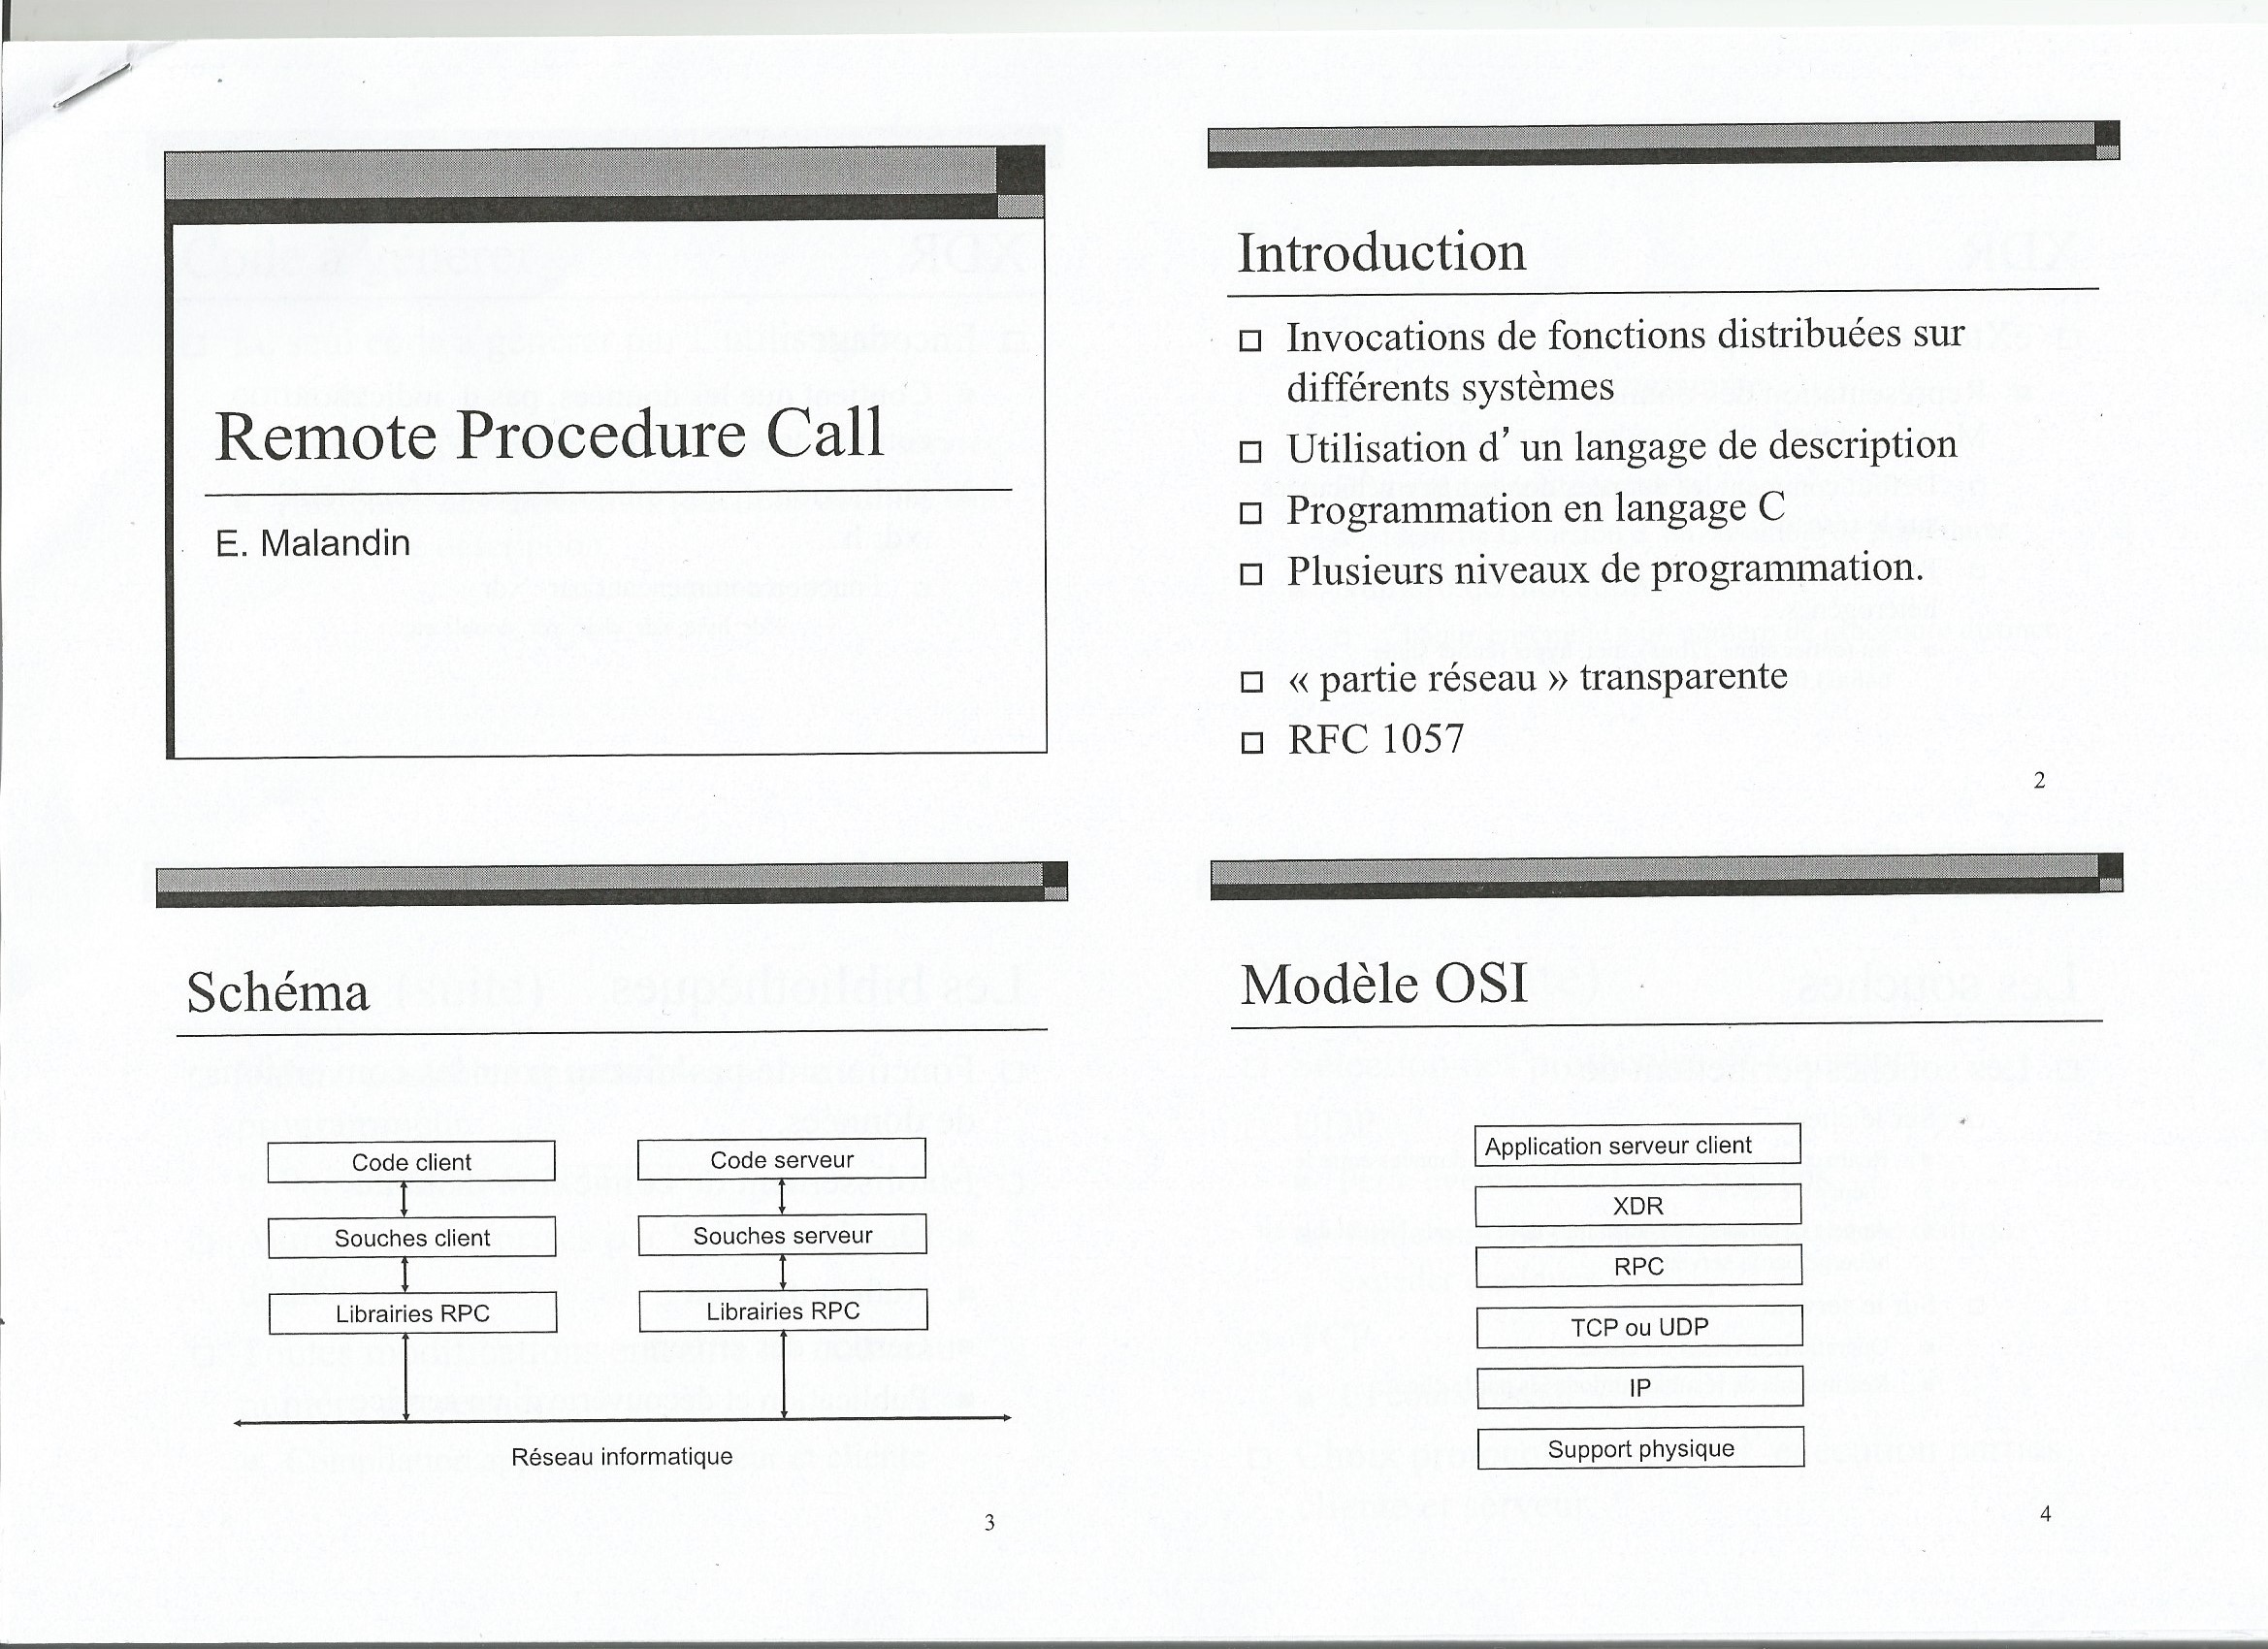 Remote Procedure Call
E. Malandin
Introduction
□ Invocations de fonctions distribuées sur
différents systèmes
□ Utilisation d’ un langage de description
□ Programmation en langage C
□ Plusieurs niveaux de programmation.
□ « partie réseau » transparente
□ RFC 1057
2
Schéma
Code client
Code serveur
Souches client
Souches serveur
Librairies RPC
Librairies RPC
Réseau informatique
3
Modèle OSI
Application serveur client
XDR
RPC
TCP ou UDP
IP
Support physique
4